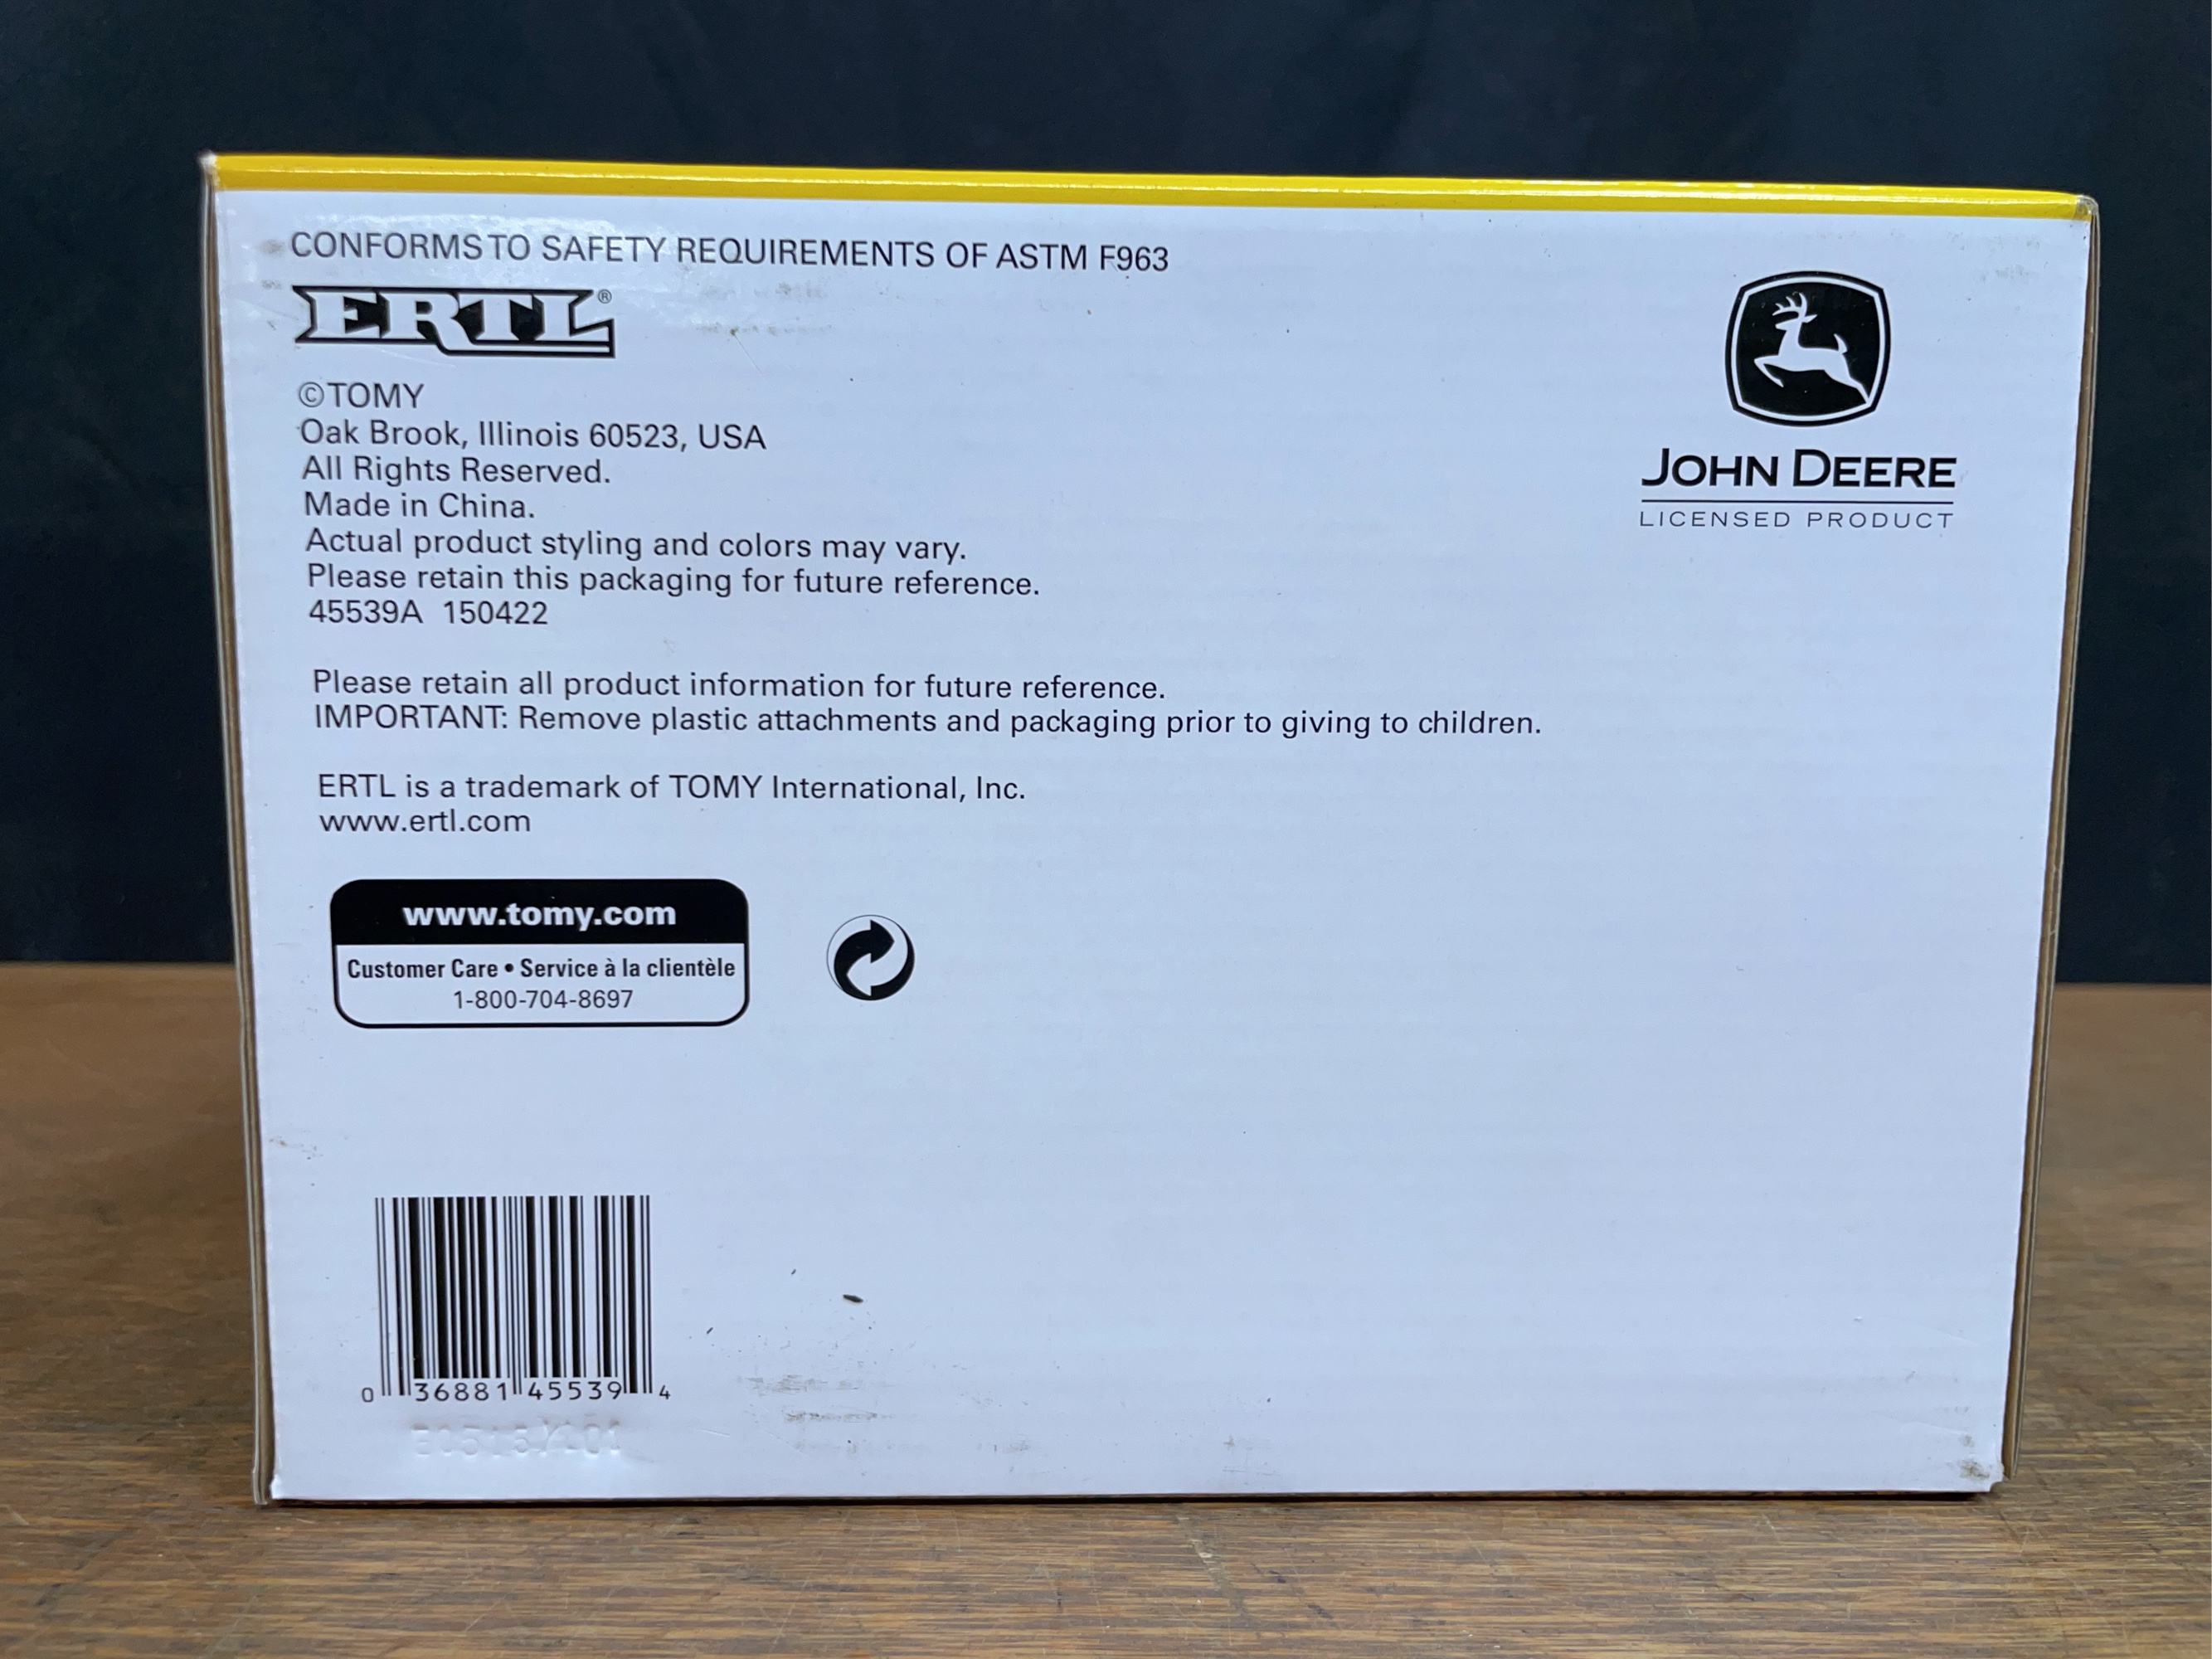 CONFORMS TO SAFETY REQUIREMENTS OF ASTM F963
ERTL®
©TOMY
Oak Brook, Illinois 60523, USA
All Rights Reserved.
Made in China.
Actual product styling and colors may vary.
Please retain this packaging for future reference.
45539A 150422
JOHN DEERE
LICENSED PRODUCT
Please retain all product information for future reference.
IMPORTANT: Remove plastic attachments and packaging prior to giving to children.
ERTL is a trademark of TOMY International, Inc.
www.ertl.com
www.tomy.com
Customer Care • Service à la clientèle
1-800-704-8697
0 36881 45539 4